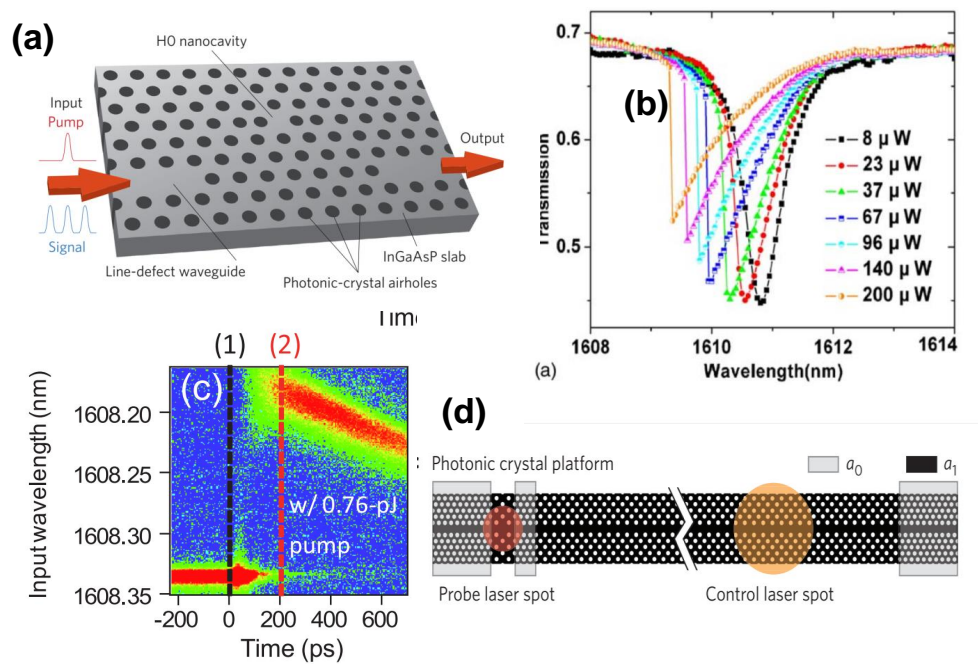 (a)
H0 nanocavity
Input
Pump
Output
Signal
InGaAsP slab
Line-defect waveguide
Photonic-crystal airholes
(b)
0.7
0.6
0.5
Transmission
8 μ W
23 μ W
37 μ W
67 μ W
96 μ W
140 μ W
200 μ W
1608
1610
1612
1614
(a)
Wavelength(nm)
(1)
(2)
(c)
Input wavelength (nm)
1608.20
1608.25
1608.30
1608.35
w/ 0.76-pJ
pump
-200
0
200
400
600
Time (ps)
(d)
Photonic crystal platform
a0
a1
Probe laser spot
Control laser spot